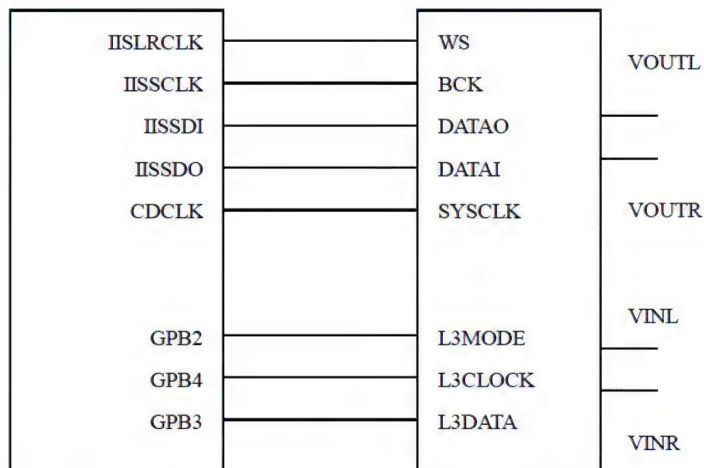 IISLRCLK WS
VOUTL
IISSCLK BCK
IISSDI DATAO
IISSDO DATAI
CDCLK SYSCLK VOUTR
VINL
GPB2 L3MODE
GPB4 L3CLOCK
GPB3 L3DATA
VINR